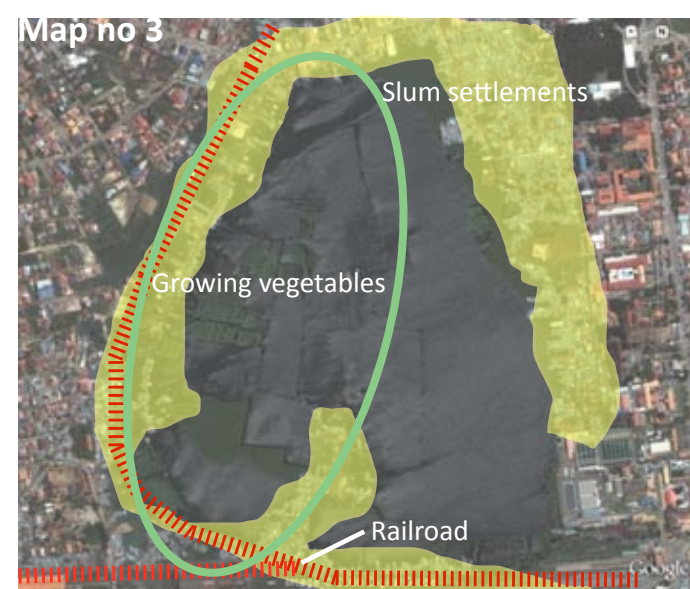 Map no 3
Slum settlements
Growing vegetables
Railroad
Google